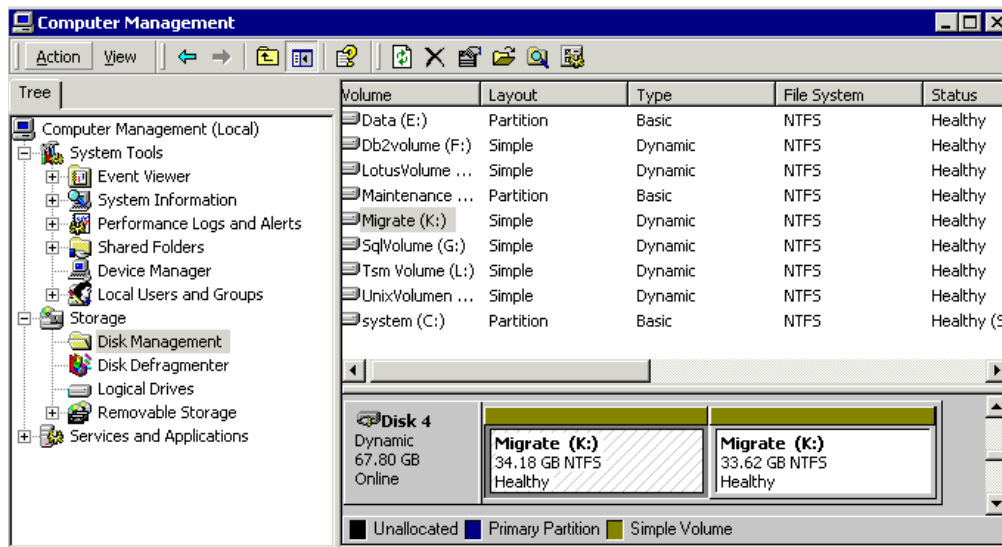 Computer Management
Action View
Tree
Computer Management (Local)
System Tools
Event Viewer
System Information
Performance Logs and Alerts
Shared Folders
Device Manager
Local Users and Groups
Storage
Disk Management
Disk Defragmenter
Logical Drives
Removable Storage
Services and Applications
Volume Layout Type File System Status
Data (E:) Partition Basic NTFS Healthy
Db2volume (F:) Simple Dynamic NTFS Healthy
LotusVolume ... Simple Dynamic NTFS Healthy
Maintenance ... Partition Basic NTFS Healthy
Migrate (K:) Simple Dynamic NTFS Healthy
SqlVolume (G:) Simple Dynamic NTFS Healthy
Tsm Volume (L:) Simple Dynamic NTFS Healthy
UnixVolumen ... Simple Dynamic NTFS Healthy
system (C:) Partition Basic NTFS Healthy (S
Disk 4
Dynamic
67.80 GB
Online
Migrate (K:)
34.18 GB NTFS
Healthy
Migrate (K:)
33.62 GB NTFS
Healthy
Unallocated Primary Partition Simple Volume